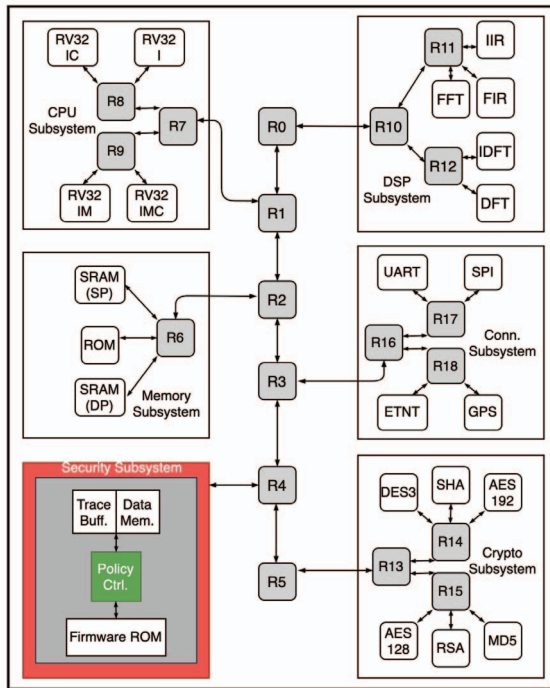 RV32
IC
RV32
I
R8
CPU
Subsystem
R7
R9
RV32
IM
RV32
IMC
R0
R11
IIR
R10
FFT
FIR
IDFT
R12
DSP
Subsystem
DFT
R1
SRAM
(SP)
R2
ROM
R6
SRAM
(DP)
Memory
Subsystem
UART
SPI
R17
R16
Conn.
Subsystem
R18
R3
ETNT
GPS
Security Subsystem
R4
Trace
Buff.
Data
Mem.
Policy
Ctrl.
Firmware ROM
DES3
SHA
AES
192
R14
R5
R13
Crypto
Subsystem
R15
AES
128
RSA
MD5